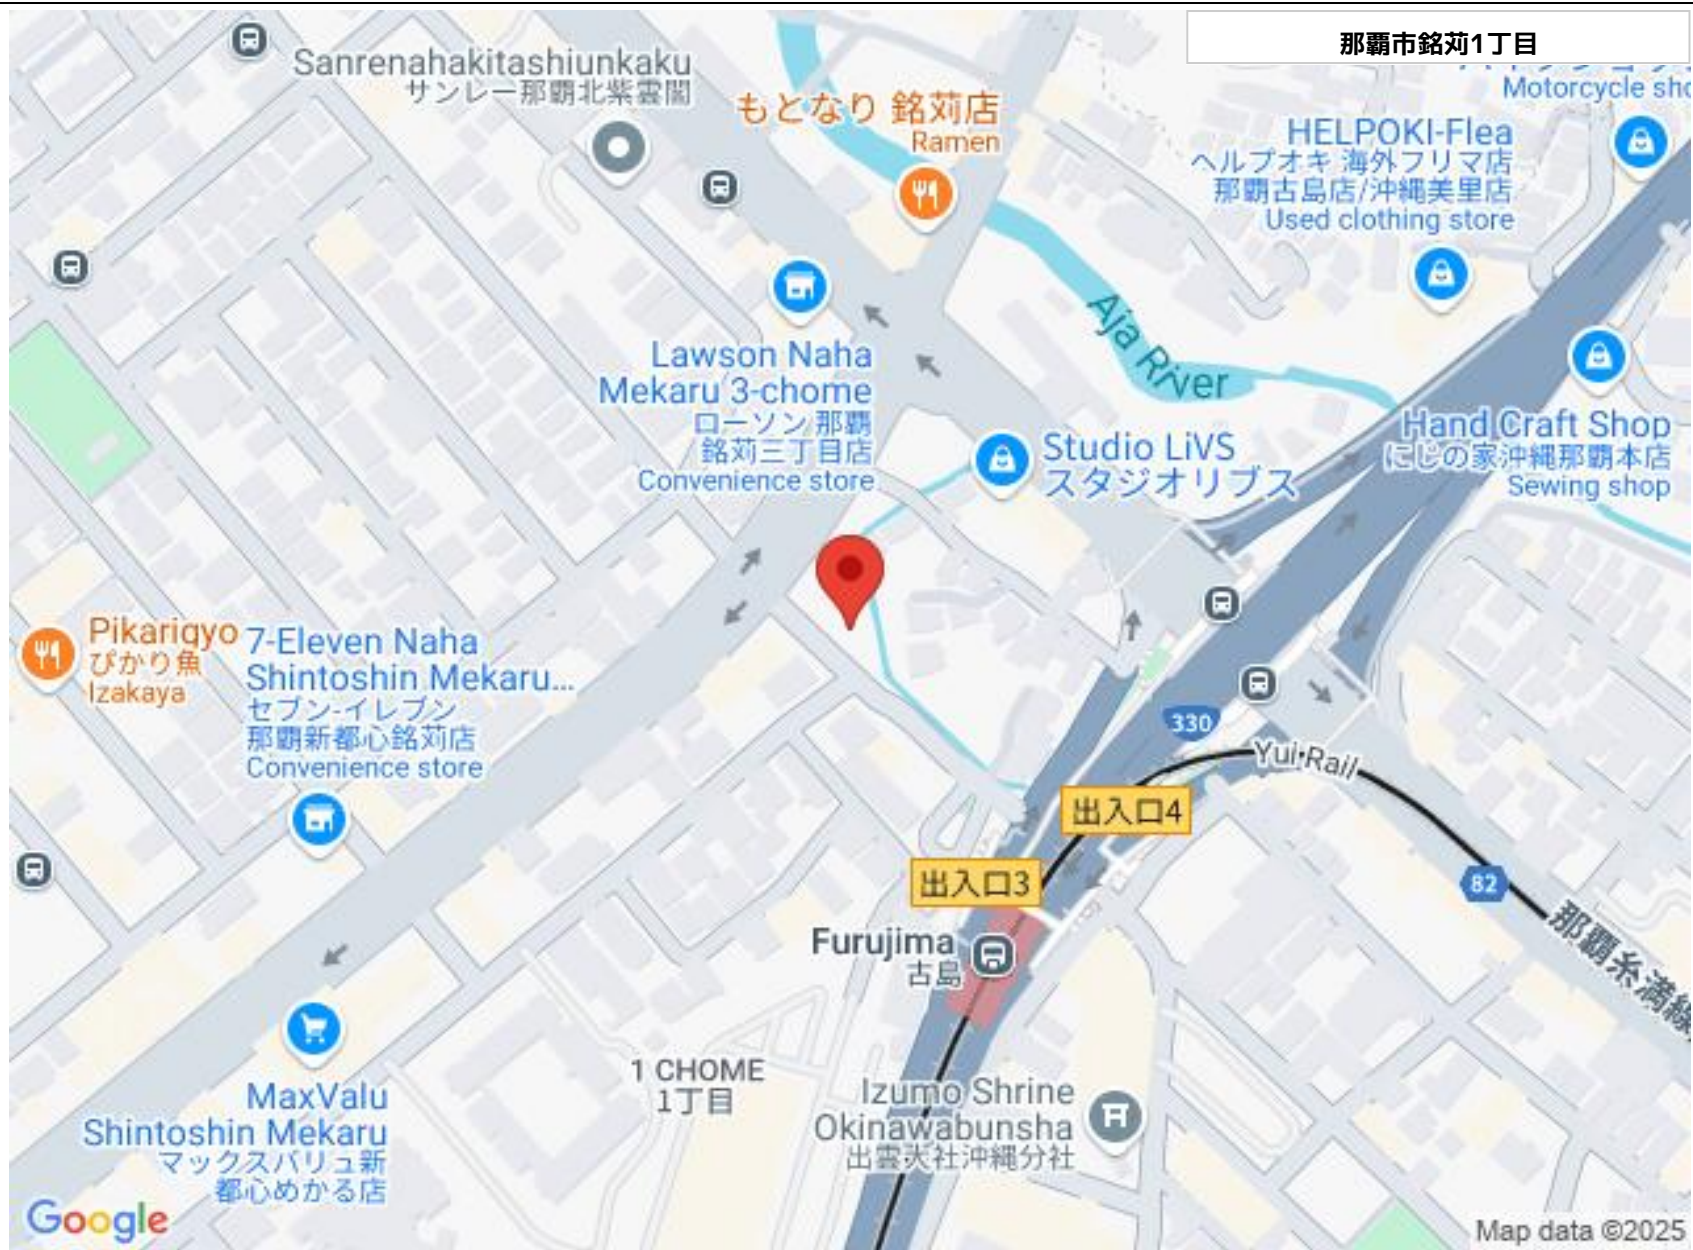 那覇市銘苅1丁目
Sanrenahakitashiunkaku
サンレー那覇北紫雲閣
もとなり 銘苅店
Ramen
Motorcycle sho
HELPOKI-Flea
ヘルプオキ 海外フリマ店
那覇古島店/沖縄美里店
Used clothing store
Aja River
Lawson Naha
Mekaru 3-chome
ローソン 那覇
銘苅三丁目店
Convenience store
Studio LiVS
スタジオリブス
Hand Craft Shop
にじの家沖縄那覇本店
Sewing shop
Pikarigyo
ぴかり魚
Izakaya
7-Eleven Naha
Shintoshin Mekaru...
セブン-イレブン
那覇新都心銘苅店
Convenience store
330
Yui Rail
出入口4
出入口3
82
那覇糸満線
Furujima
古島
MaxValu
Shintoshin Mekaru
マックスバリュ新
都心めかる店
1 CHOME
1丁目
Izumo Shrine
Okinawabunsha
出雲大社沖縄分社
Google
Map data ©2025